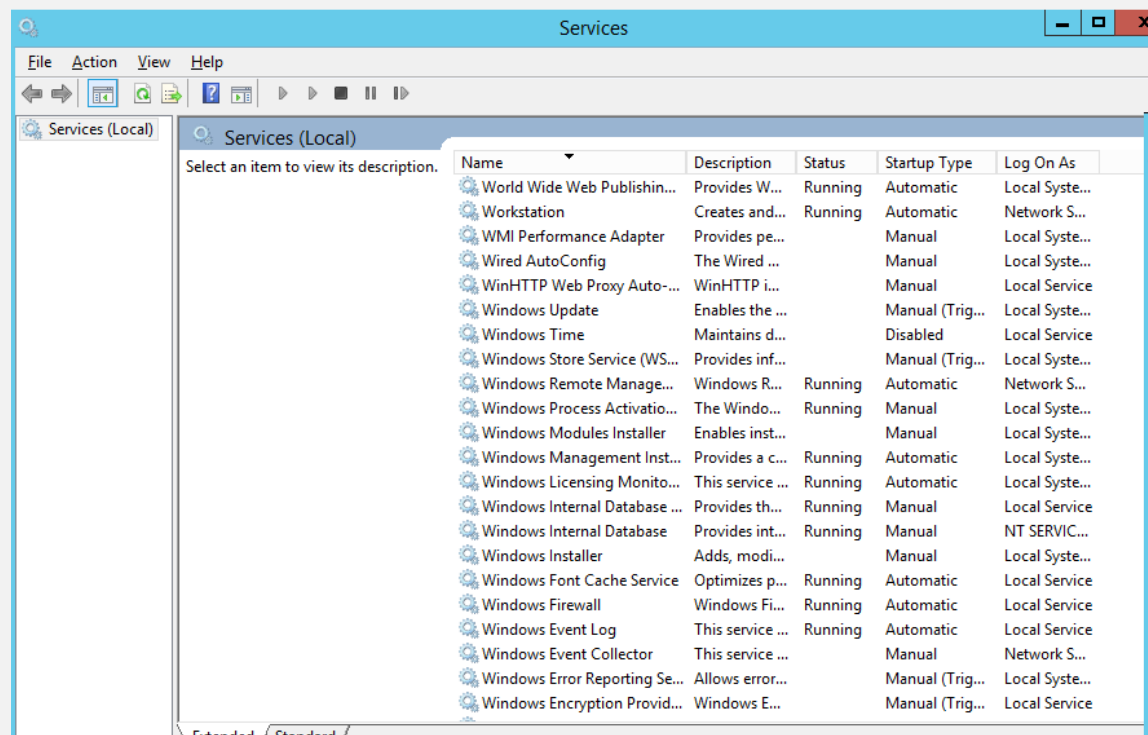 Services
File Action View Help
Services (Local)
Services (Local)
Select an item to view its description.
Name Description Status Startup Type Log On As
World Wide Web Publishin... Provides W... Running Automatic Local Syste...
Workstation Creates and... Running Automatic Network S...
WMI Performance Adapter Provides pe... Manual Local Syste...
Wired AutoConfig The Wired ... Manual Local Syste...
WinHTTP Web Proxy Auto-... WinHTTP i... Manual Local Service
Windows Update Enables the ... Manual (Trig... Local Syste...
Windows Time Maintains d... Disabled Local Service
Windows Store Service (WS... Provides inf... Manual (Trig... Local Syste...
Windows Remote Manage... Windows R... Running Automatic Network S...
Windows Process Activatio... The Windo... Running Manual Local Syste...
Windows Modules Installer Enables inst... Manual Local Syste...
Windows Management Inst... Provides a c... Running Automatic Local Syste...
Windows Licensing Monito... This service ... Running Automatic Local Syste...
Windows Internal Database ... Provides th... Running Manual Local Service
Windows Internal Database Provides int... Running Manual NT SERVIC...
Windows Installer Adds, modi... Manual Local Syste...
Windows Font Cache Service Optimizes p... Running Automatic Local Service
Windows Firewall Windows Fi... Running Automatic Local Service
Windows Event Log This service ... Running Automatic Local Service
Windows Event Collector This service ... Manual Network S...
Windows Error Reporting Se... Allows error... Manual (Trig... Local Syste...
Windows Encryption Provid... Windows E... Manual (Trig... Local Service
Extended Standard